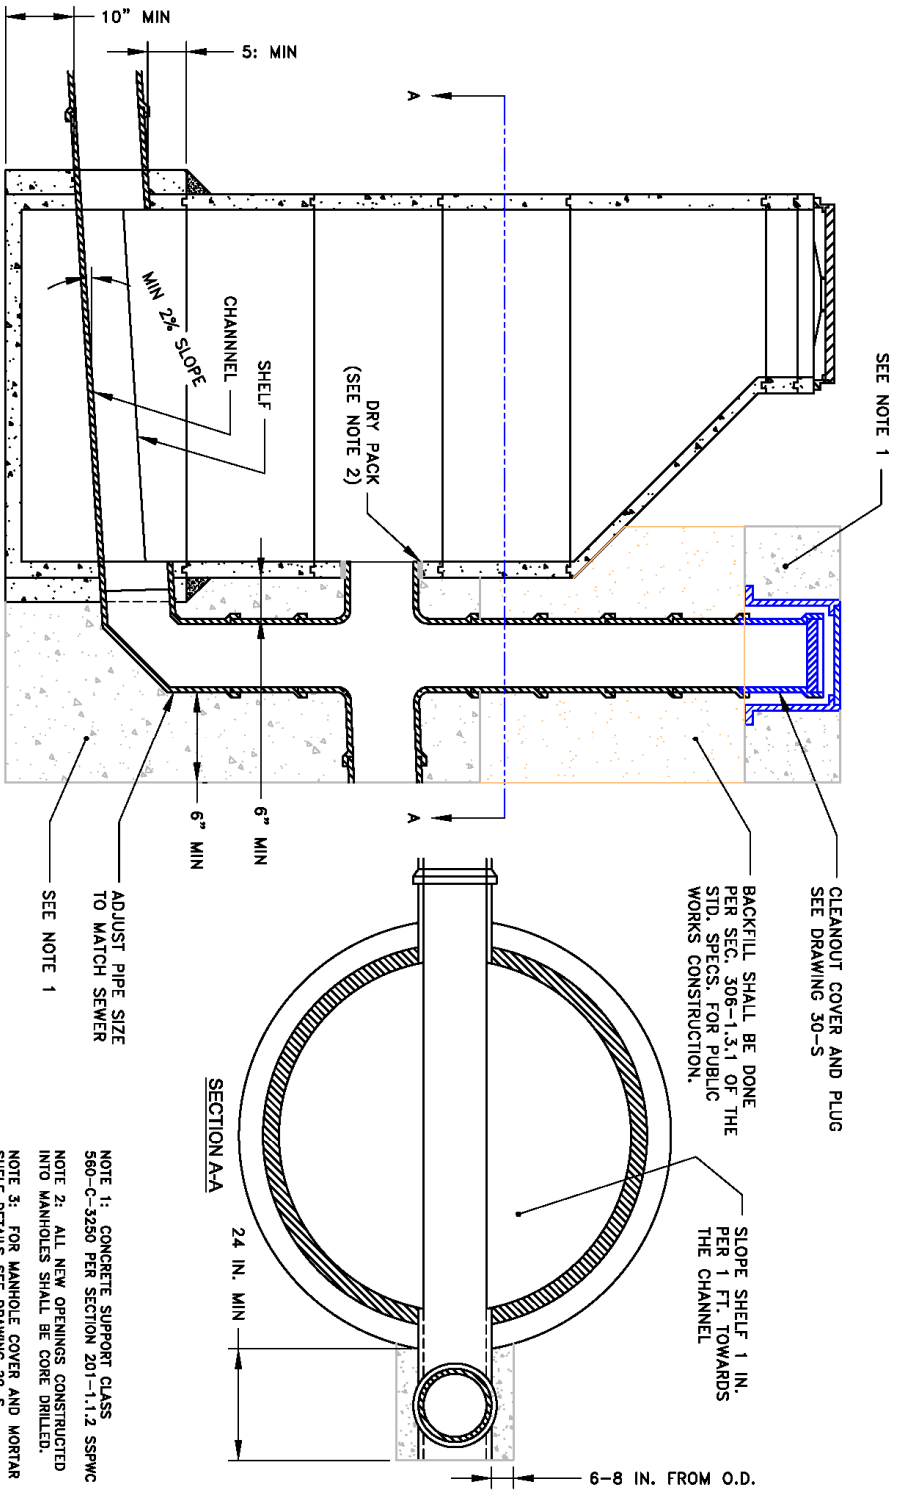 10" MIN
5: MIN
A
SEE NOTE 1
MIN 2% SLOPE
CHANNNEL
SHELF
DRY PACK
(SEE NOTE 2)
6" MIN
6" MIN
A
ADJUST PIPE SIZE
TO MATCH SEWER
SEE NOTE 1
CLEANOUT COVER AND PLUG
SEE DRAWING 30-S
BACKFILL SHALL BE DONE
PER SEC. 306-1.3.1 OF THE
STD. SPECS. FOR PUBLIC
WORKS CONSTRUCTION.
SLOPE SHELF 1 IN.
PER 1 FT. TOWARDS
THE CHANNEL
SECTION A-A
24 IN. MIN
6-8 IN. FROM O.D.
NOTE 1: CONCRETE SUPPORT CLASS
560-C-3250 PER SECTION 201-1.1.2 SSPWC
NOTE 2: ALL NEW OPENINGS CONSTRUCTED
INTO MANHOLES SHALL BE CORE DRILLED.
NOTE 3: FOR MANHOLE COVER AND MORTAR